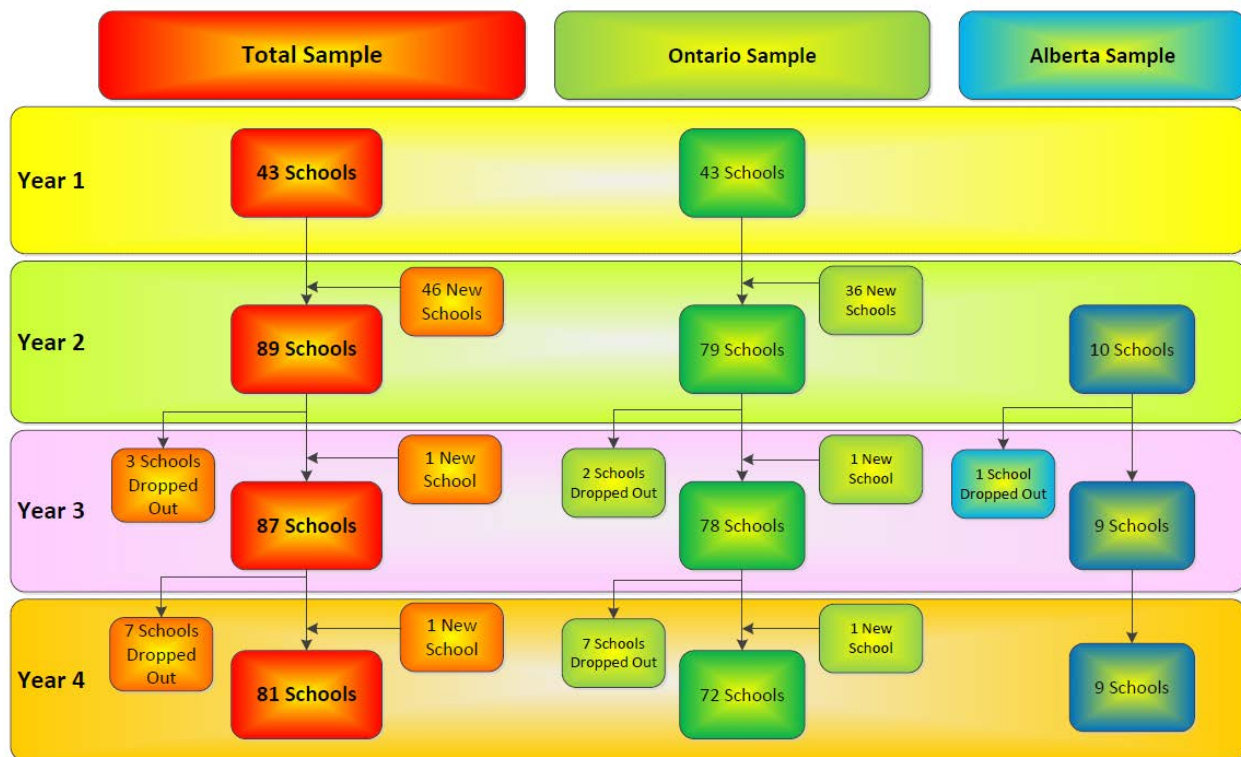 Total Sample
Ontario Sample
Alberta Sample
Year 1
43 Schools
43 Schools
Year 2
46 New
Schools
89 Schools
36 New
Schools
79 Schools
10 Schools
Year 3
3 Schools
Dropped
Out
1 New
School
87 Schools
2 Schools
Dropped Out
1 New
School
78 Schools
1 School
Dropped Out
9 Schools
Year 4
7 Schools
Dropped
Out
1 New
School
81 Schools
7 Schools
Dropped Out
1 New
School
72 Schools
9 Schools